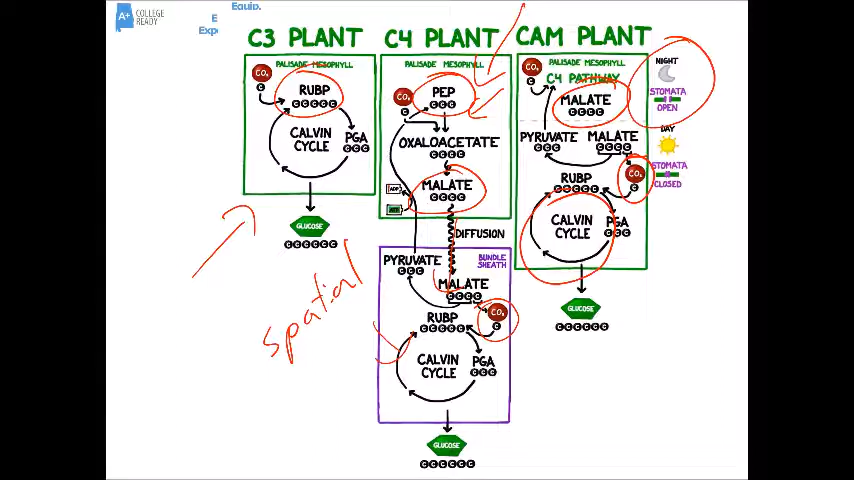 A+ COLLEGE READY
Equip.
E
Expe
C3 PLANT
PALISADE MESOPHYLL
CO₂
C
RUBP
CCCCC
CALVIN CYCLE
PGA
CCC
GLUCOSE
CCCCCC
C4 PLANT
PALISADE MESOPHYLL
CO₂
C
PEP
CCC
OXALOACETATE
CCCC
MALATE
CCCC
ADP
DIFFUSION
BUNDLE SHEATH
PYRUVATE
CCC
MALATE
CCCC
CO₂
C
RUBP
CCCCC
CALVIN CYCLE
PGA
CCC
GLUCOSE
CCCCCC
CAM PLANT
PALISADE MESOPHYLL
C4 PATHWAY
CO₂
C
MALATE
CCCC
PYRUVATE
CCC
MALATE
CCCC
CO₂
C
RUBP
CCCCC
CALVIN CYCLE
PGA
CCC
GLUCOSE
CCCCCC
NIGHT
STOMATA
OPEN
DAY
STOMATA
CLOSED
spatial